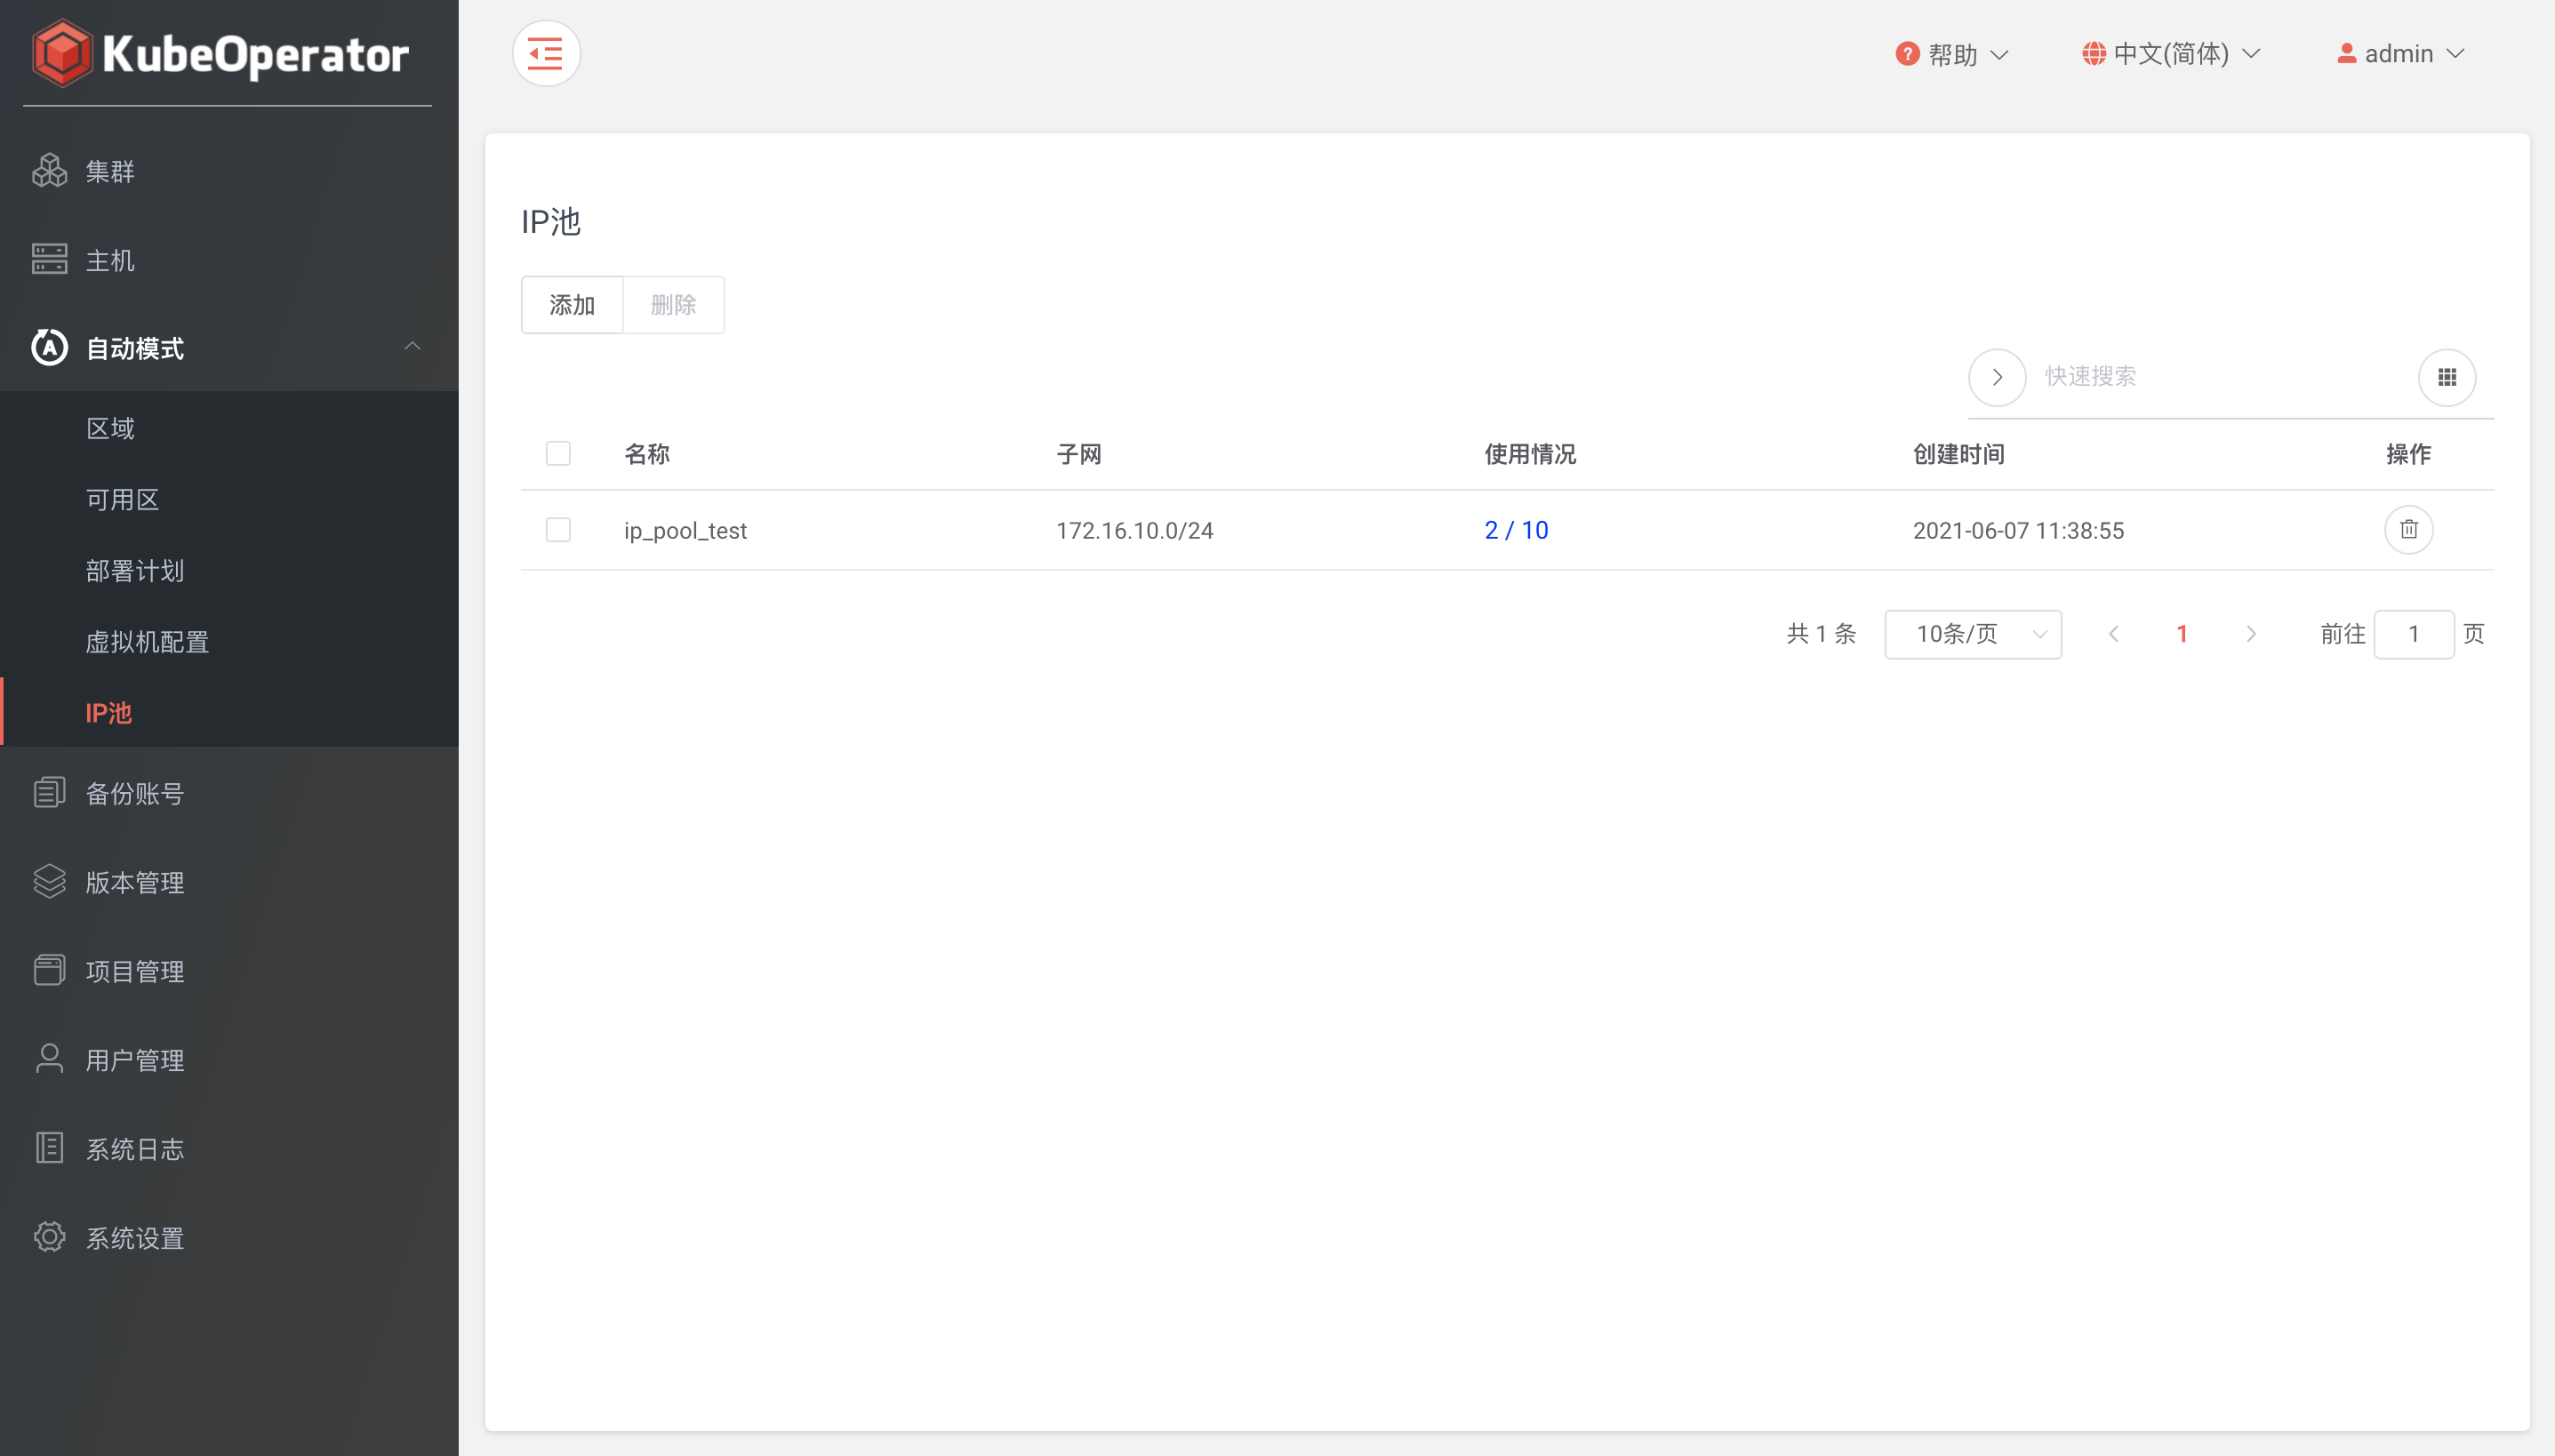 KubeOperator
帮助
中文(简体)
admin
集群
主机
自动模式
区域
可用区
部署计划
虚拟机配置
IP池
备份账号
版本管理
项目管理
用户管理
系统日志
系统设置
IP池
添加 删除
快速搜索
名称 子网 使用情况 创建时间 操作
ip_pool_test 172.16.10.0/24 2 / 10 2021-06-07 11:38:55
共 1 条 10条/页 1 前往 1 页